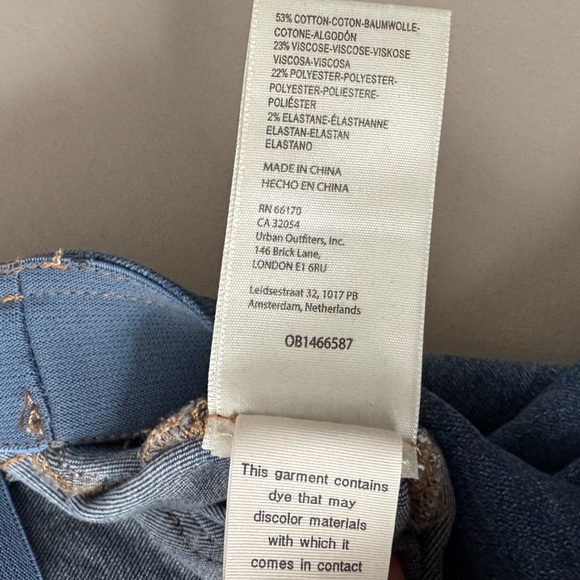 53% COTTON-COTON-BAUMWOLLE-
COTONE-ALGODÓN
23% VISCOSE-VISCOSE-VISKOSE
VISCOSA-VISCOSA
22% POLYESTER-POLYESTER-
POLYESTER-POLIESTERE-
POLIÉSTER
2% ELASTANE-ÉLASTHANNE
ELASTAN-ELASTAN
ELASTANO
MADE IN CHINA
HECHO EN CHINA
RN 66170
CA 32054
Urban Outfiters, Inc.
146 Brick Lane,
LONDON E1 6RU
Leidsestraat 32, 1017 PB
Amsterdam, Netherlands
OB1466587
This garment contains
dye that may
discolor materials
with which it
comes in contact